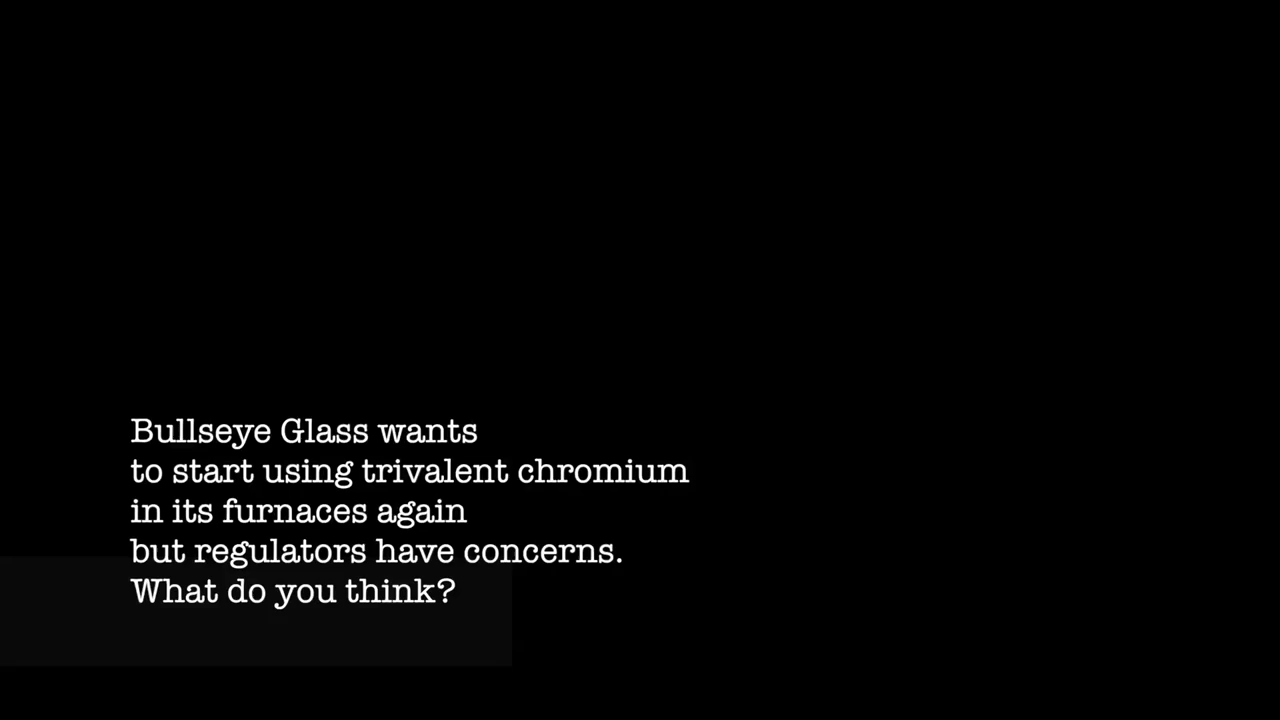 Bullseye Glass wants
to start using trivalent chromium
in its furnaces again
but regulators have concerns.
What do you think?